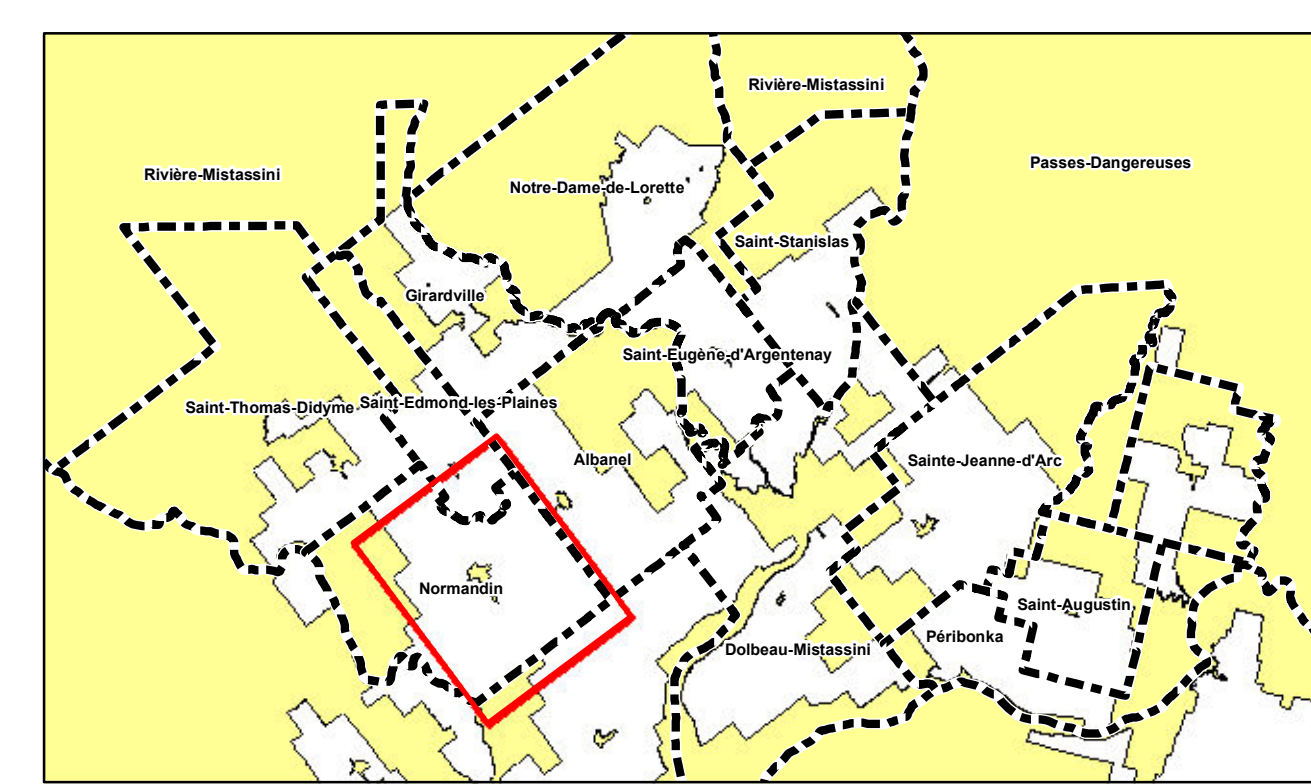 Rivière-Mistassini
Passes-Dangereuses
Rivière-Mistassini
Notre-Dame-de-Lorette
Saint-Stanislas
Girardville
Saint-Eugène-d'Argentenay
Saint-Thomas-Didyme
Saint-Edmond-les-Plaines
Albanel
Sainte-Jeanne-d'Arc
Normandin
Saint-Augustin
Péribonka
Dolbeau-Mistassini